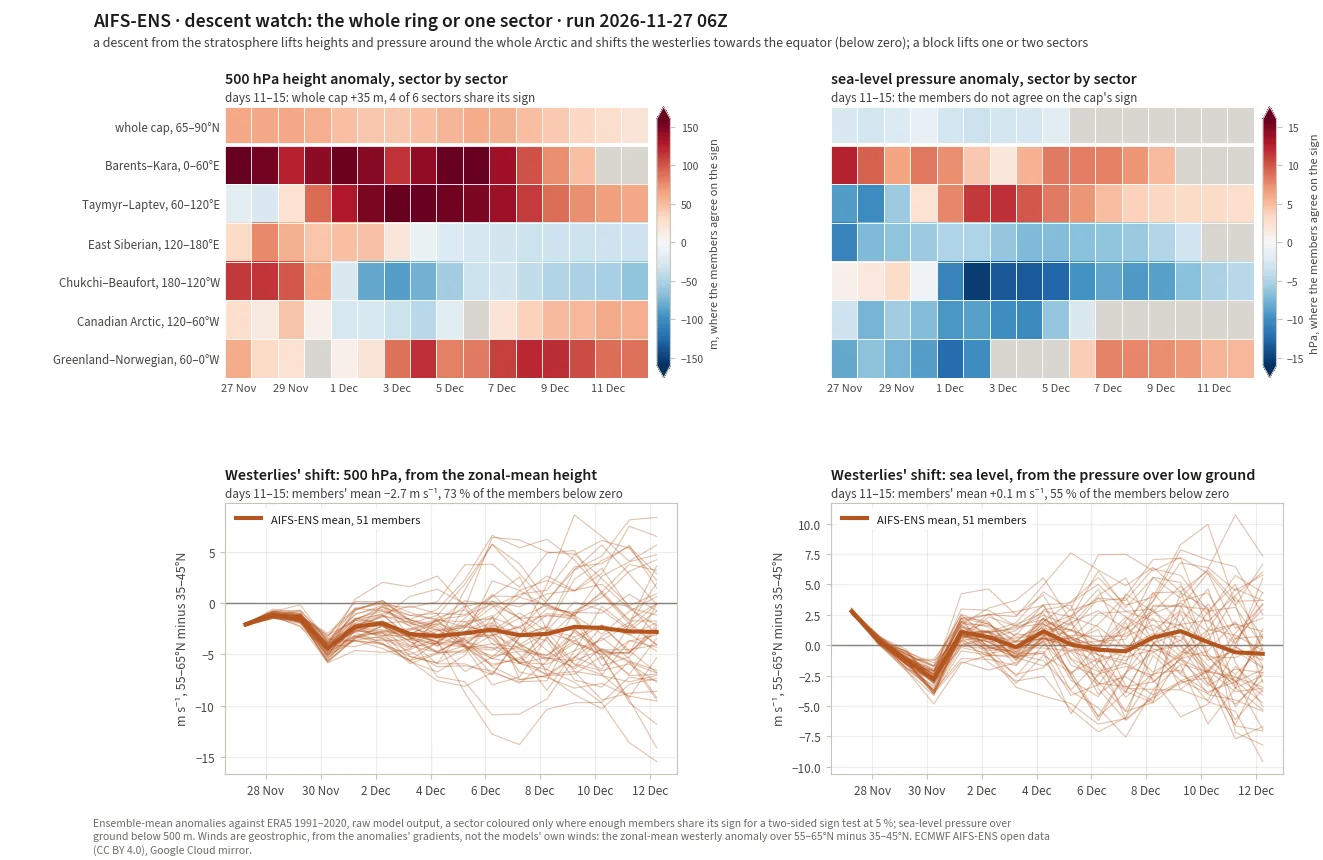 AIFS-ENS · descent watch: the whole ring or one sector · run 2026-11-27 06Z
a descent from the stratosphere lifts heights and pressure around the whole Arctic and shifts the westerlies towards the equator (below zero); a block lifts one or two sectors
500 hPa height anomaly, sector by sector
days 11–15: whole cap +35 m, 4 of 6 sectors share its sign
whole cap, 65–90°N
Barents–Kara, 0–60°E
Taymyr–Laptev, 60–120°E
East Siberian, 120–180°E
Chukchi–Beaufort, 180–120°W
Canadian Arctic, 120–60°W
Greenland–Norwegian, 60–0°W
27 Nov 29 Nov 1 Dec 3 Dec 5 Dec 7 Dec 9 Dec 11 Dec
150
100
50
0
−50
−100
−150
m, where the members agree on the sign
sea-level pressure anomaly, sector by sector
days 11–15: the members do not agree on the cap's sign
27 Nov 29 Nov 1 Dec 3 Dec 5 Dec 7 Dec 9 Dec 11 Dec
15
10
5
0
−5
−10
−15
hPa, where the members agree on the sign
Westerlies' shift: 500 hPa, from the zonal-mean height
days 11–15: members' mean −2.7 m s⁻¹, 73 % of the members below zero
AIFS-ENS mean, 51 members
m s⁻¹, 55–65°N minus 35–45°N
5
0
−5
−10
−15
28 Nov 30 Nov 2 Dec 4 Dec 6 Dec 8 Dec 10 Dec 12 Dec
Westerlies' shift: sea level, from the pressure over low ground
days 11–15: members' mean +0.1 m s⁻¹, 55 % of the members below zero
AIFS-ENS mean, 51 members
m s⁻¹, 55–65°N minus 35–45°N
10.0
7.5
5.0
2.5
0.0
−2.5
−5.0
−7.5
−10.0
28 Nov 30 Nov 2 Dec 4 Dec 6 Dec 8 Dec 10 Dec 12 Dec
Ensemble-mean anomalies against ERA5 1991–2020, raw model output, a sector coloured only where enough members share its sign for a two-sided sign test at 5 %; sea-level pressure over
ground below 500 m. Winds are geostrophic, from the anomalies' gradients, not the models' own winds: the zonal-mean westerly anomaly over 55–65°N minus 35–45°N. ECMWF AIFS-ENS open data
(CC BY 4.0), Google Cloud mirror.